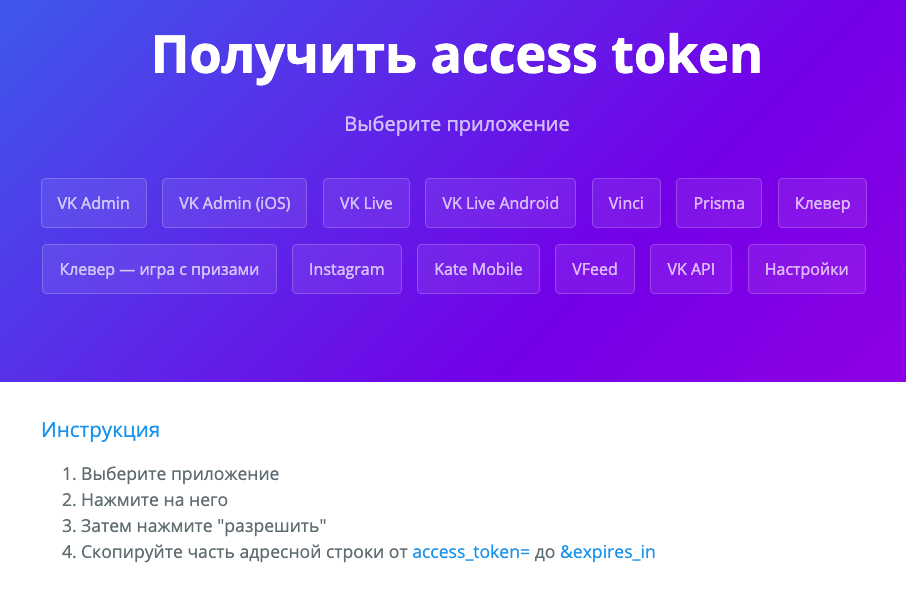 Получить access token
Выберите приложение
VK Admin VK Admin (iOS) VK Live VK Live Android Vinci Prisma Клевер
Клевер — игра с призами Instagram Kate Mobile VFeed VK API Настройки
Инструкция
1. Выберите приложение
2. Нажмите на него
3. Затем нажмите "разрешить"
4. Скопируйте часть адресной строки от access_token= до &expires_in